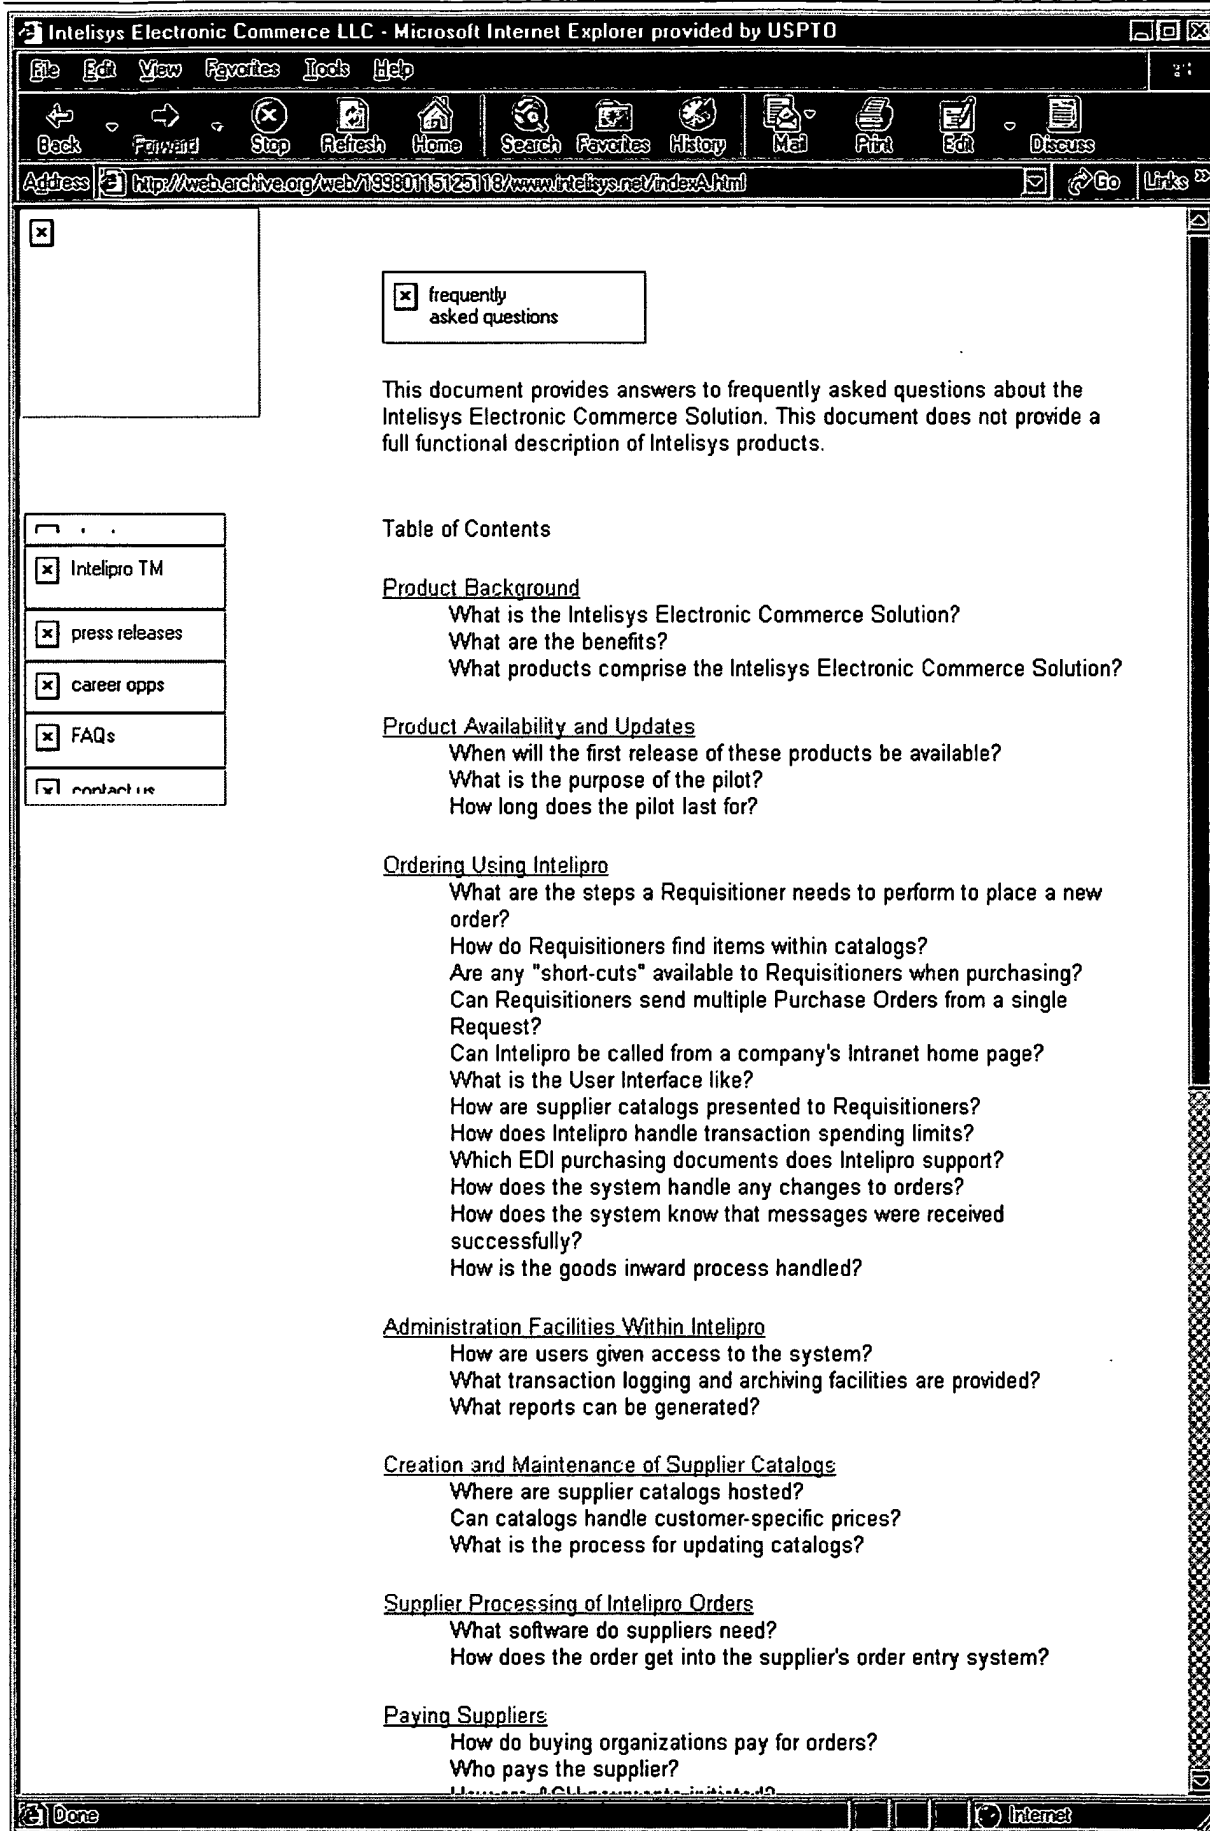 Intelisys Electronic Commerce LLC - Microsoft Internet Explorer provided by USPTO
File Edit View Favorites Tools Help
Back Forward Stop Refresh Home Search Favorites History Mail Print Edit Discuss
Address http://web.archive.org/web/19980115125118/www.intelisys.net/indexA.html Go Links »
frequently
asked questions
This document provides answers to frequently asked questions about the
Intelisys Electronic Commerce Solution. This document does not provide a
full functional description of Intelisys products.
Intelipro TM
press releases
career opps
FAQs
contact us
Table of Contents
Product Background
What is the Intelisys Electronic Commerce Solution?
What are the benefits?
What products comprise the Intelisys Electronic Commerce Solution?
Product Availability and Updates
When will the first release of these products be available?
What is the purpose of the pilot?
How long does the pilot last for?
Ordering Using Intelipro
What are the steps a Requisitioner needs to perform to place a new
order?
How do Requisitioners find items within catalogs?
Are any "short-cuts" available to Requisitioners when purchasing?
Can Requisitioners send multiple Purchase Orders from a single
Request?
Can Intelipro be called from a company's Intranet home page?
What is the User Interface like?
How are supplier catalogs presented to Requisitioners?
How does Intelipro handle transaction spending limits?
Which EDI purchasing documents does Intelipro support?
How does the system handle any changes to orders?
How does the system know that messages were received
successfully?
How is the goods inward process handled?
Administration Facilities Within Intelipro
How are users given access to the system?
What transaction logging and archiving facilities are provided?
What reports can be generated?
Creation and Maintenance of Supplier Catalogs
Where are supplier catalogs hosted?
Can catalogs handle customer-specific prices?
What is the process for updating catalogs?
Supplier Processing of Intelipro Orders
What software do suppliers need?
How does the order get into the supplier's order entry system?
Paying Suppliers
How do buying organizations pay for orders?
Who pays the supplier?
How are ACH payments initiated?
Done Internet